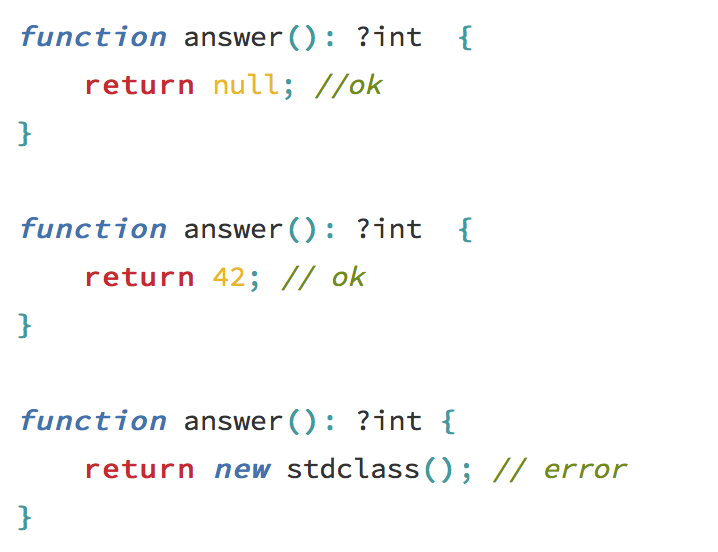 function answer(): ?int  {
    return null; //ok
}
function answer(): ?int  {
    return 42; // ok
}
function answer(): ?int {
    return new stdclass(); // error
}